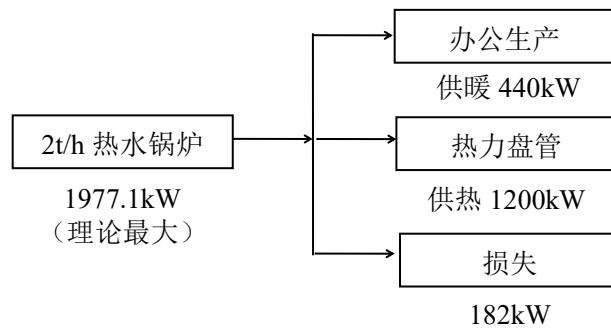 办公生产
供暖 440kW
2t/h 热水锅炉
1977.1kW
（理论最大）
热力盘管
供热 1200kW
损失
182kW